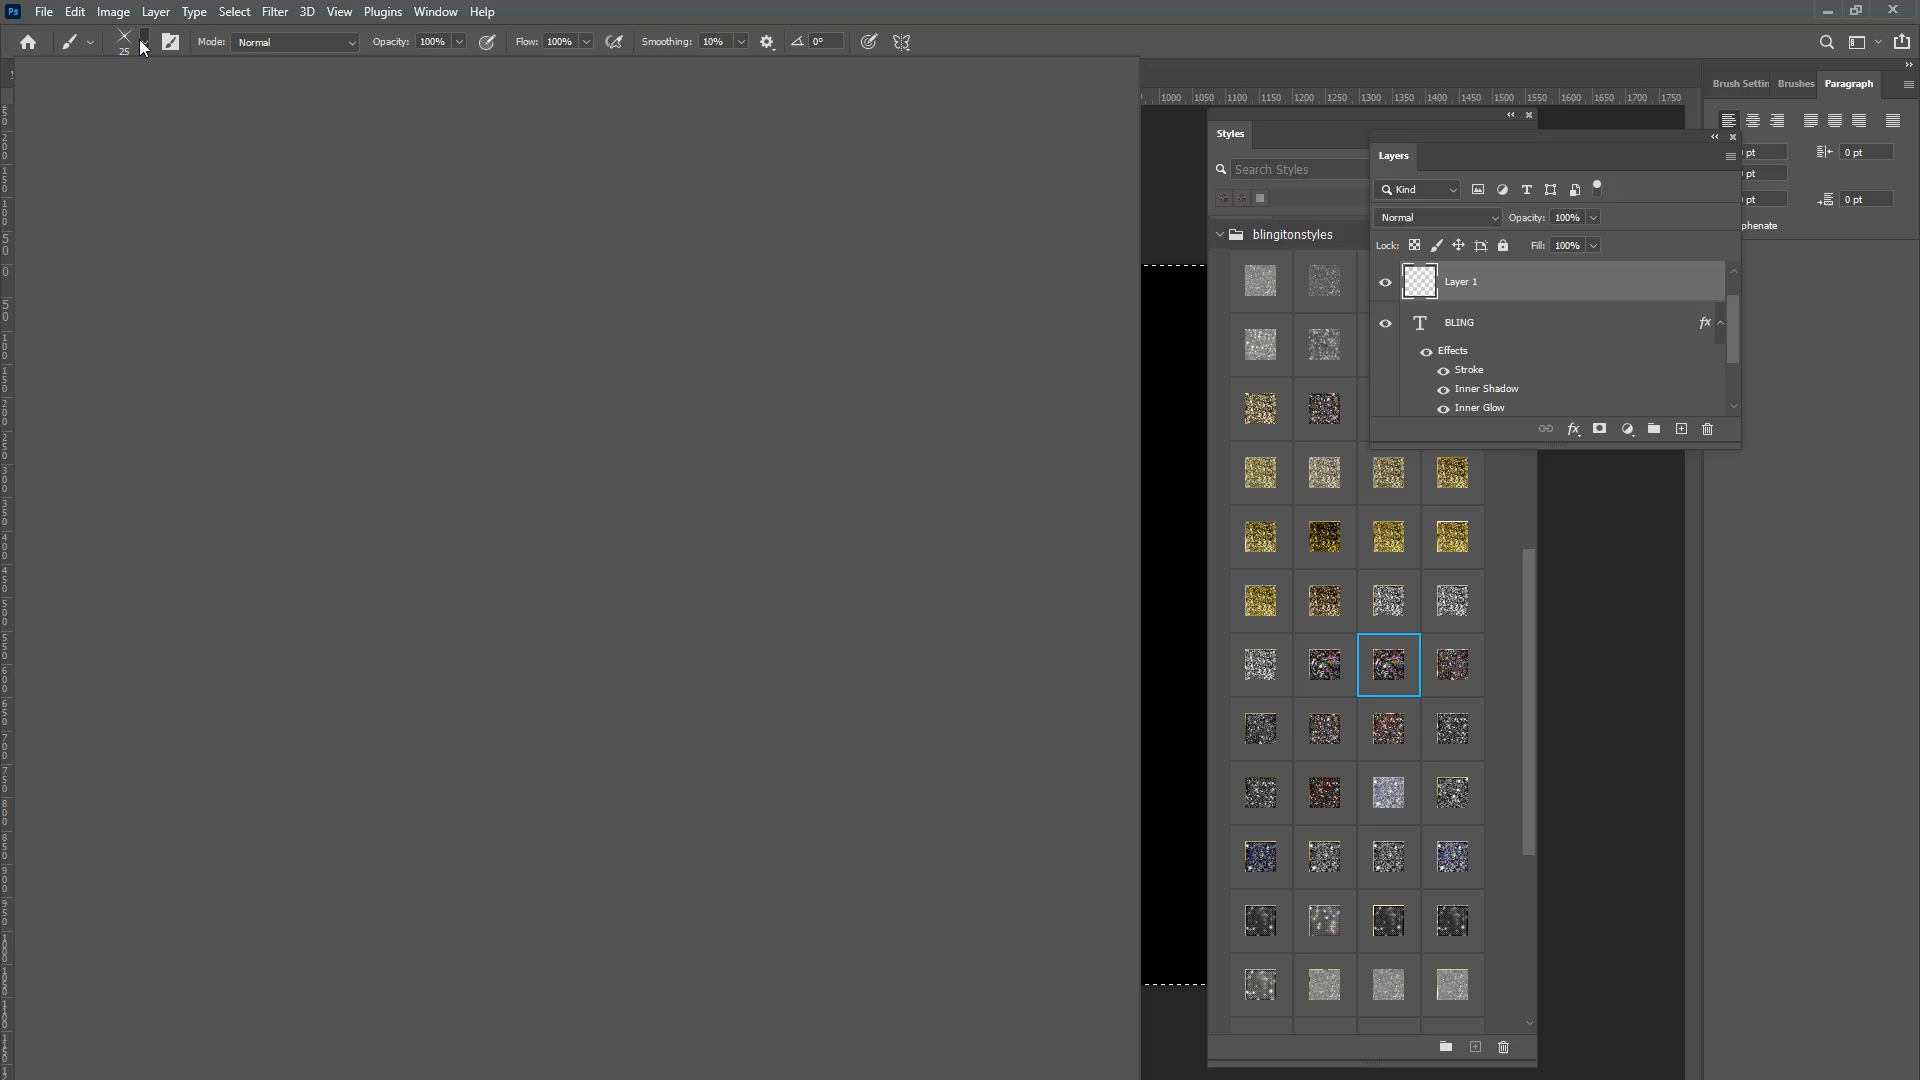 Ps File Edit Image Layer Type Select Filter 3D View Plugins Window Help
25 Mode: Normal Opacity: 100% Flow: 100% Smoothing: 10% 0°
1000 1050 1100 1150 1200 1250 1300 1350 1400 1450 1500 1550 1600 1650 1700 1750
Brush Settin Brushes Paragraph
Styles
Search Styles
blingitonstyles
Layers
Kind
Normal Opacity: 100%
Lock: Fill: 100%
Layer 1
T BLING fx
Effects
Stroke
Inner Shadow
Inner Glow
fx
pt 0 pt
pt
pt 0 pt
phenate